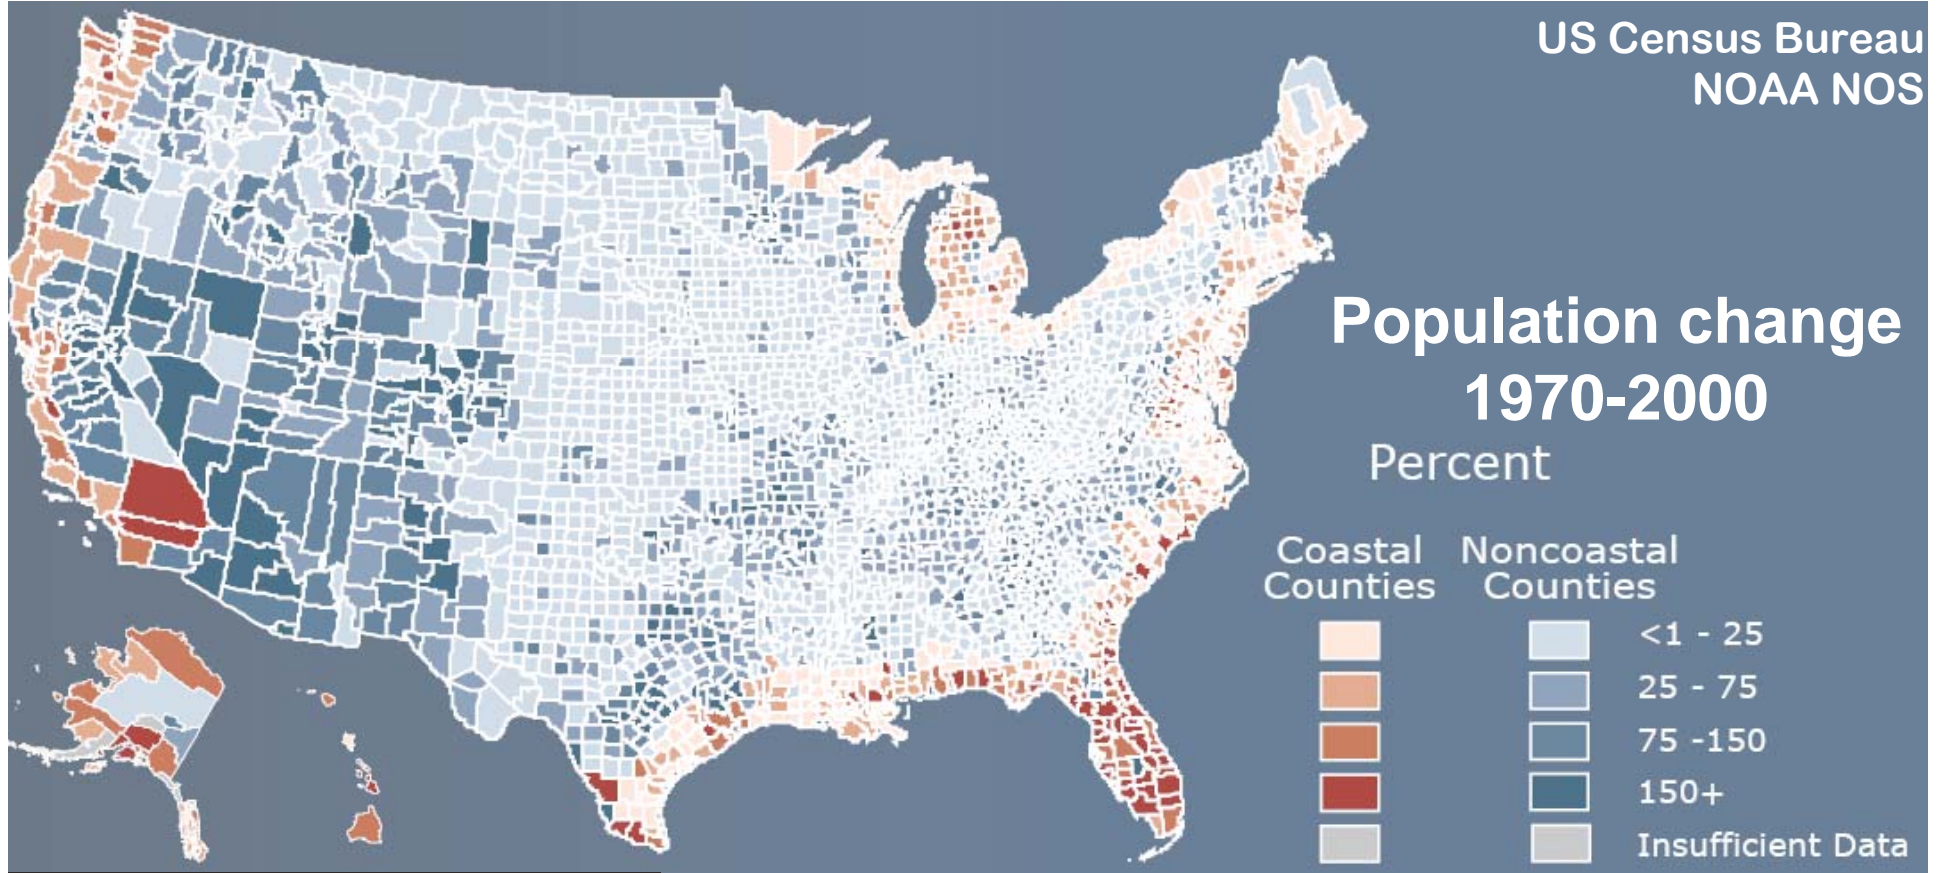 US Census Bureau
NOAA NOS
Population change
1970-2000
Percent
Coastal Counties
Noncoastal Counties
<1 - 25
25 - 75
75 -150
150+
Insufficient Data